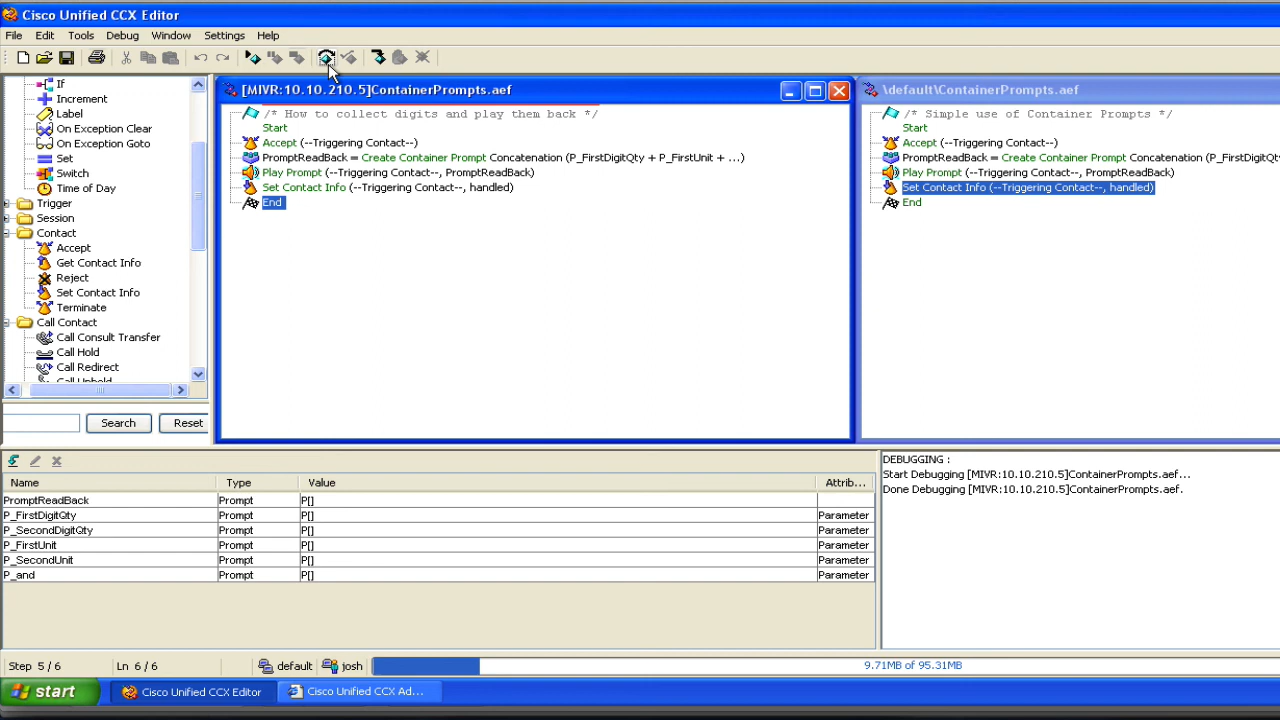 Cisco Unified CCX Editor
File Edit Tools Debug Window Settings Help
If
Increment
Label
On Exception Clear
On Exception Goto
Set
Switch
Time of Day
Trigger
Session
Contact
Accept
Get Contact Info
Reject
Set Contact Info
Terminate
Call Contact
Call Consult Transfer
Call Hold
Call Redirect
Call Unhold
Search Reset
[MIVR:10.10.210.5]ContainerPrompts.aef
/* How to collect digits and play them back */
Start
Accept (--Triggering Contact--)
PromptReadBack = Create Container Prompt Concatenation (P_FirstDigitQty + P_FirstUnit + ...)
Play Prompt (--Triggering Contact--, PromptReadBack)
Set Contact Info (--Triggering Contact--, handled)
End
\default\ContainerPrompts.aef
/* Simple use of Container Prompts */
Start
Accept (--Triggering Contact--)
PromptReadBack = Create Container Prompt Concatenation (P_FirstDigitQty
Play Prompt (--Triggering Contact--, PromptReadBack)
Set Contact Info (--Triggering Contact--, handled)
End
Name Type Value Attrib...
PromptReadBack Prompt P[]
P_FirstDigitQty Prompt P[] Parameter
P_SecondDigitQty Prompt P[] Parameter
P_FirstUnit Prompt P[] Parameter
P_SecondUnit Prompt P[] Parameter
P_and Prompt P[] Parameter
DEBUGGING :
Start Debugging [MIVR:10.10.210.5]ContainerPrompts.aef...
Done Debugging [MIVR:10.10.210.5]ContainerPrompts.aef.
Step 5/6 Ln 6/6 default josh 9.71MB of 95.31MB
start Cisco Unified CCX Editor Cisco Unified CCX Ad...